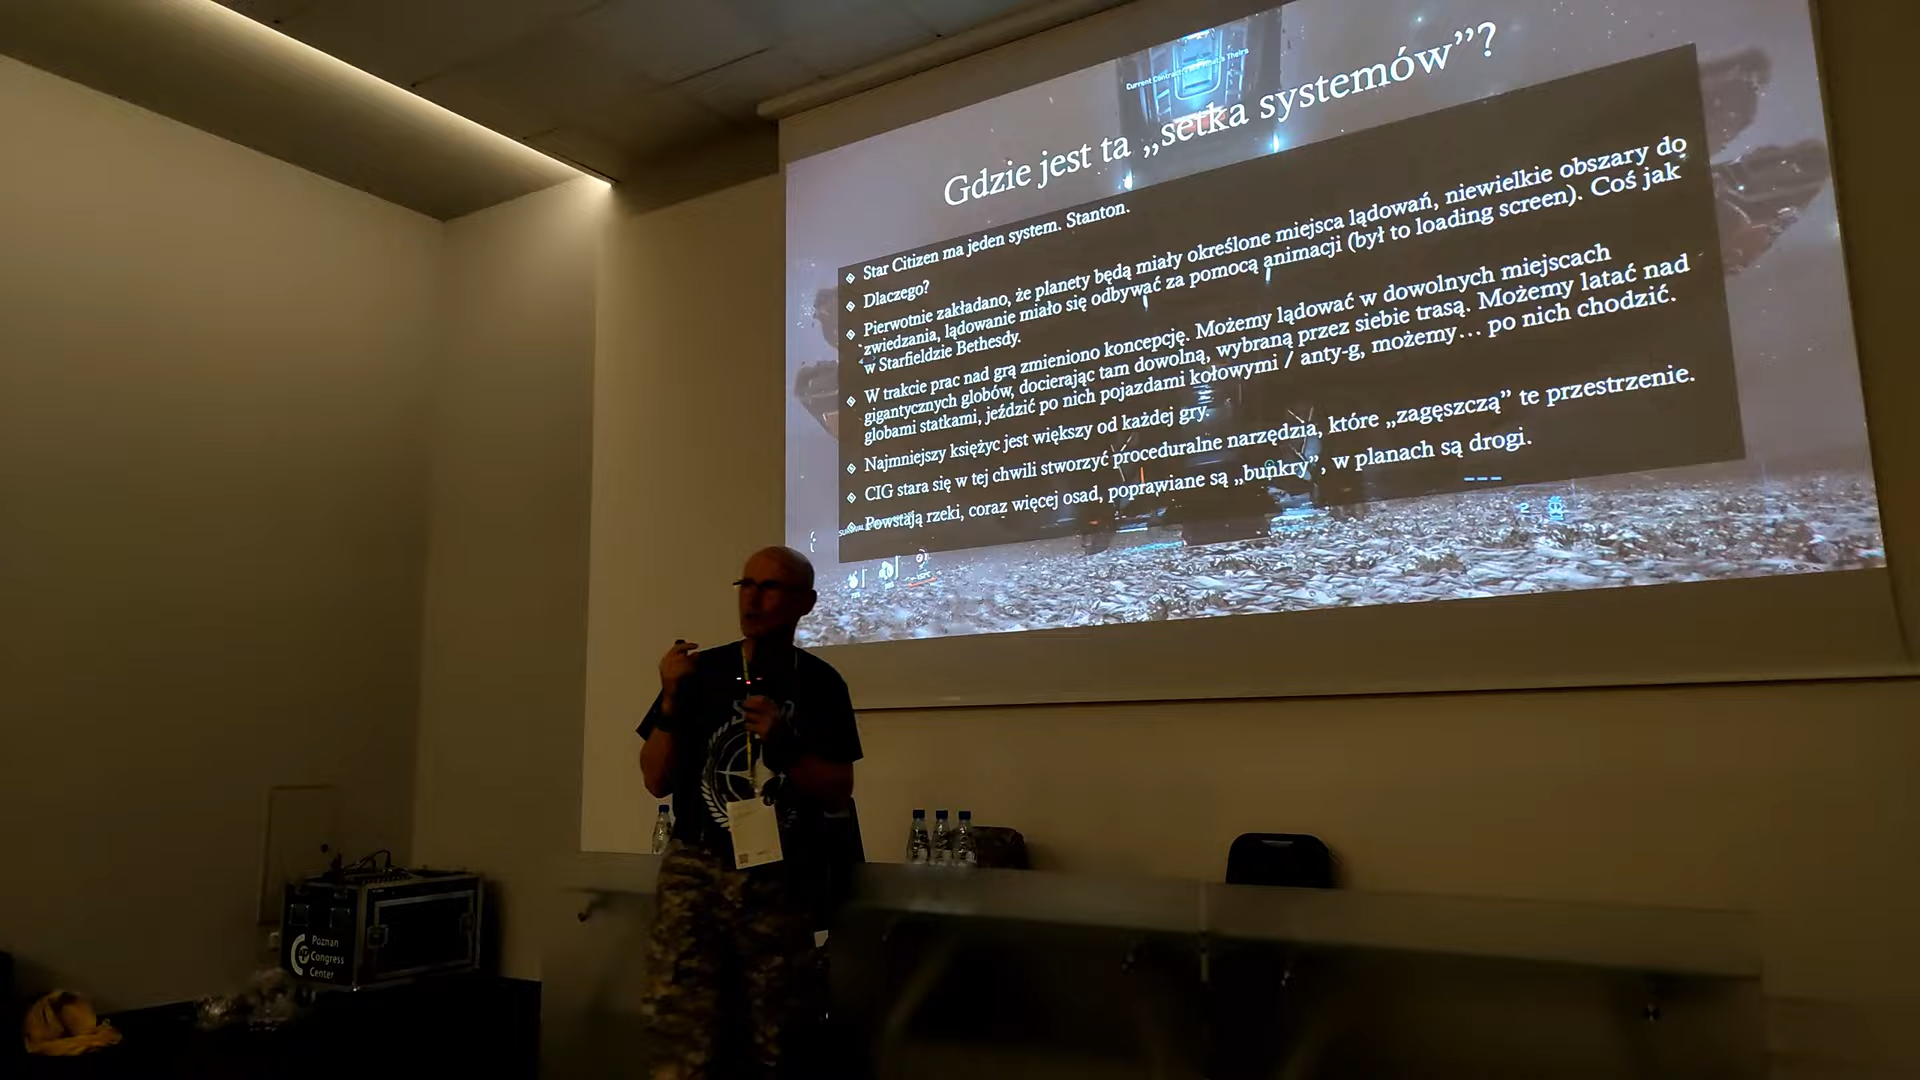 Current Contract: Theirs
Gdzie jest ta „setka systemów”?
Star Citizen ma jeden system. Stanton.
Dlaczego?
Pierwotnie zakładano, że planety będą miały określone miejsca lądowań, niewielkie obszary do
zwiedzania, lądowanie miało się odbywać za pomocą animacji (był to loading screen). Coś jak
w Starfieldzie Bethesdy.
W trakcie prac nad grą zmieniono koncepcję. Możemy lądować w dowolnych miejscach
gigantycznych globów, docierając tam dowolną, wybraną przez siebie trasą. Możemy latać nad
globami statkami, jeździć po nich pojazdami kołowymi / anty-g, możemy… po nich chodzić.
Najmniejszy księżyc jest większy od każdej gry.
CIG stara się w tej chwili stworzyć proceduralne narzędzia, które „zagęszczą” te przestrzenie.
Powstają rzeki, coraz więcej osad, poprawiane są „bunkry”, w planach są drogi.
2
Poznan
Congress
Center